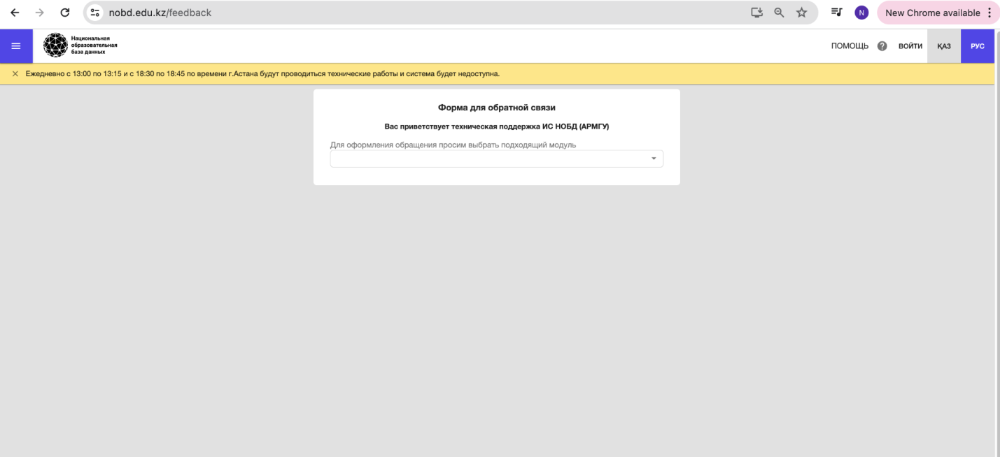 nobd.edu.kz/feedback
N
New Chrome available
Национальная
образовательная
база данных
ПОМОЩЬ ? ВОЙТИ ҚАЗ РУС
Ежедневно с 13:00 по 13:15 и с 18:30 по 18:45 по времени г.Астана будут проводиться технические работы и система будет недоступна.
Форма для обратной связи
Вас приветствует техническая поддержка ИС НОБД (АРМГУ)
Для оформления обращения просим выбрать подходящий модуль